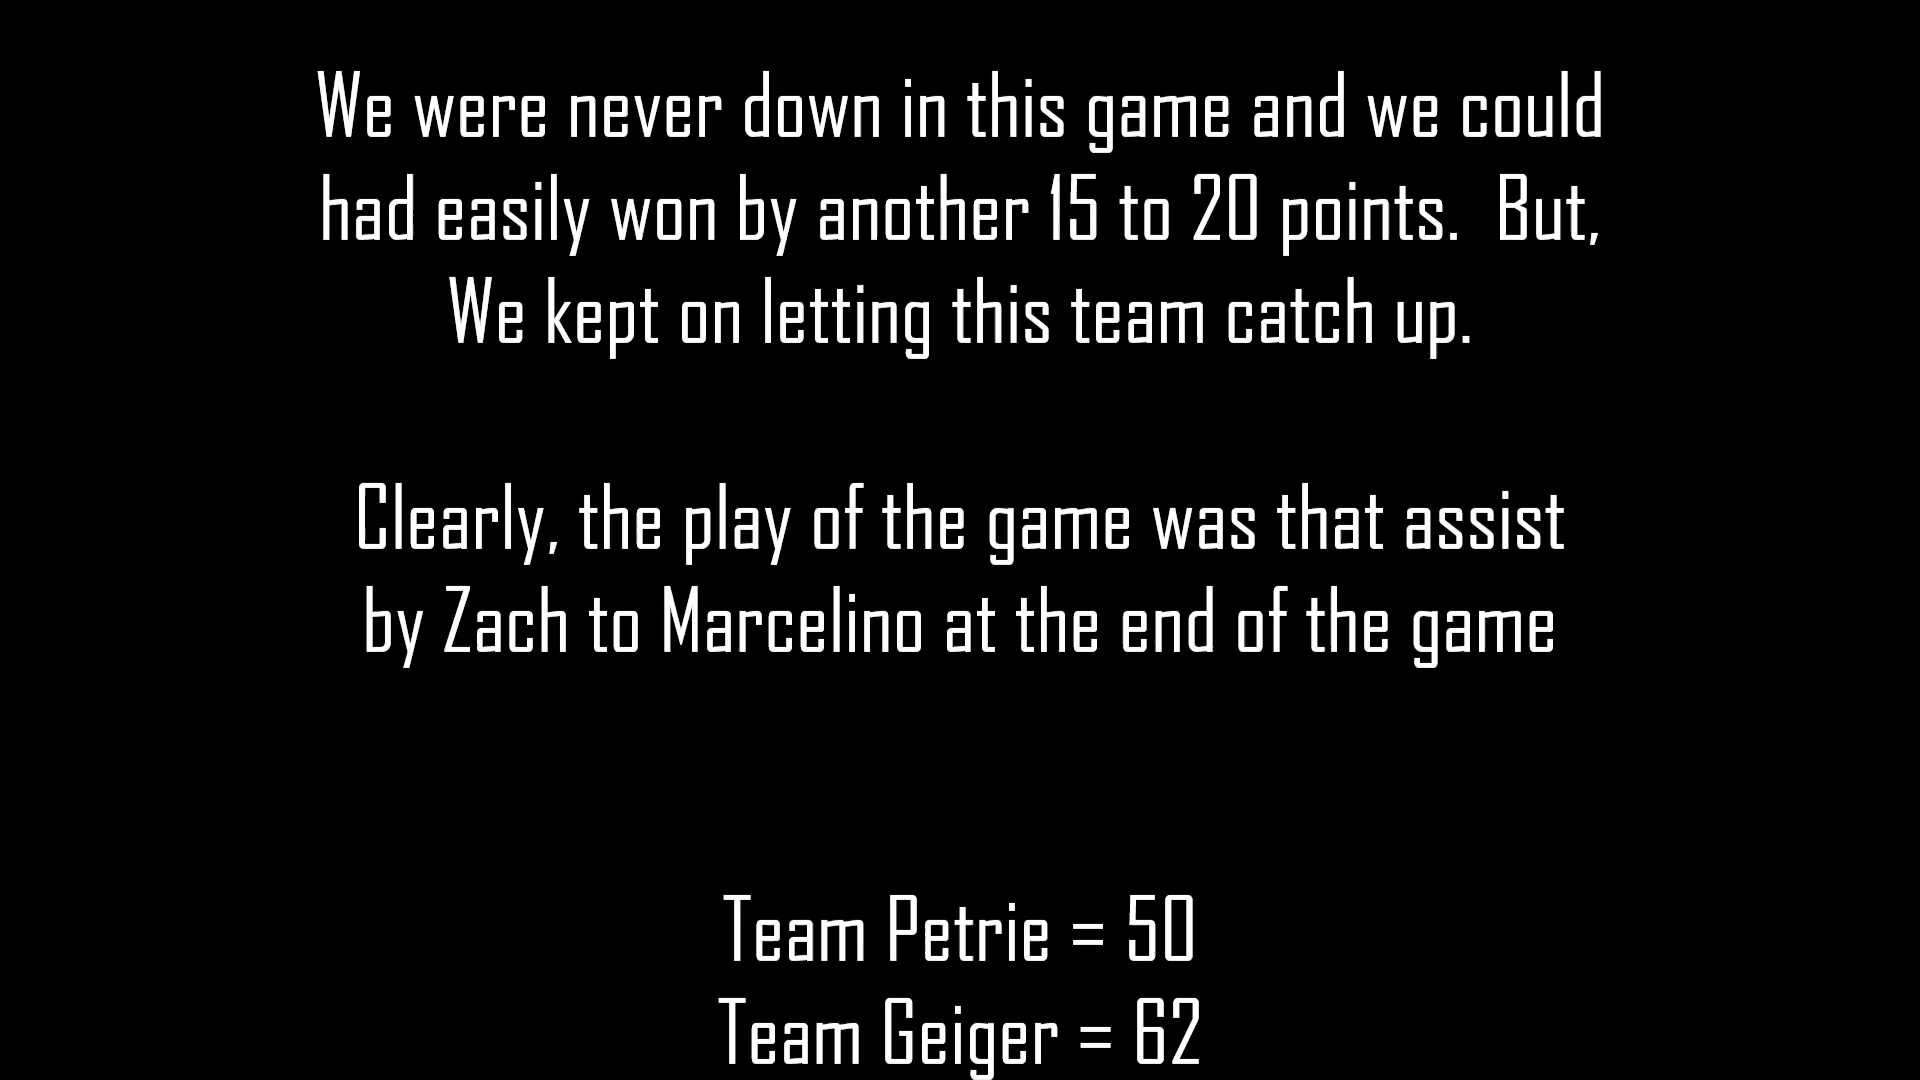 We were never down in this game and we could
had easily won by another 15 to 20 points.  But,
We kept on letting this team catch up.
Clearly, the play of the game was that assist
by Zach to Marcelino at the end of the game
Team Petrie = 50
Team Geiger = 62